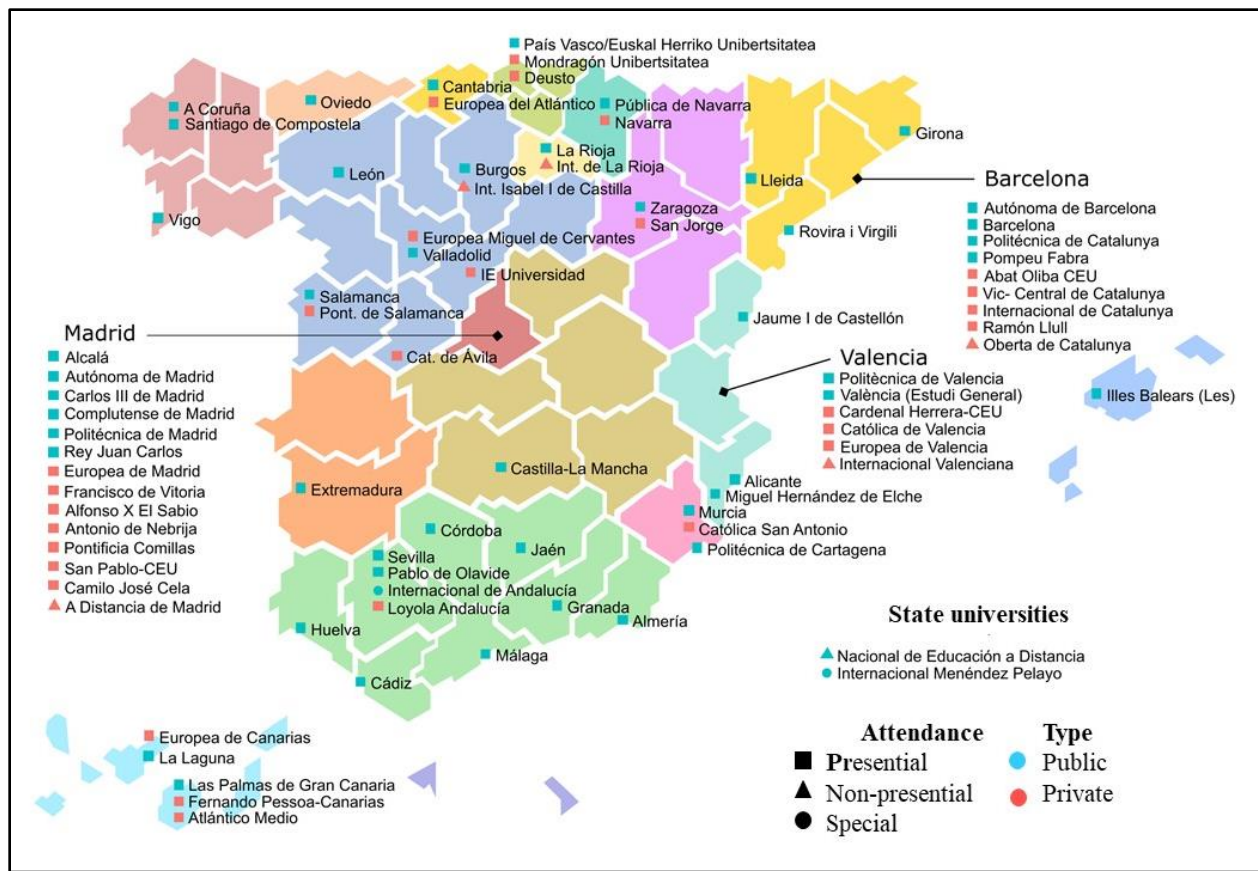 País Vasco/Euskal Herriko Unibertsitatea
Mondragón Unibertsitatea
Deusto
Cantabria
Europea del Atlántico
Oviedo
A Coruña
Santiago de Compostela
Vigo
Pública de Navarra
Navarra
La Rioja
Int. de La Rioja
León
Burgos
Int. Isabel I de Castilla
Europea Miguel de Cervantes
Valladolid
IE Universidad
Salamanca
Pont. de Salamanca
Cat. de Ávila
Zaragoza
San Jorge
Lleida
Girona
Rovira i Virgili
Barcelona
Autónoma de Barcelona
Barcelona
Politécnica de Catalunya
Pompeu Fabra
Abat Oliba CEU
Vic- Central de Catalunya
Internacional de Catalunya
Ramón Llull
Oberta de Catalunya
Madrid
Alcalá
Autónoma de Madrid
Carlos III de Madrid
Complutense de Madrid
Politécnica de Madrid
Rey Juan Carlos
Europea de Madrid
Francisco de Vitoria
Alfonso X El Sabio
Antonio de Nebrija
Pontificia Comillas
San Pablo-CEU
Camilo José Cela
A Distancia de Madrid
Jaume I de Castellón
Valencia
Politècnica de Valencia
València (Estudi General)
Cardenal Herrera-CEU
Católica de Valencia
Europea de Valencia
Internacional Valenciana
Illes Balears (Les)
Castilla-La Mancha
Extremadura
Alicante
Miguel Hernández de Elche
Murcia
Católica San Antonio
Politécnica de Cartagena
Córdoba
Jaén
Sevilla
Pablo de Olavide
Internacional de Andalucía
Loyola Andalucía
Granada
Almería
Huelva
Málaga
Cádiz
Europea de Canarias
La Laguna
Las Palmas de Gran Canaria
Fernando Pessoa-Canarias
Atlántico Medio
State universities
Nacional de Educación a Distancia
Internacional Menéndez Pelayo
Attendance
Presential
Non-presential
Special
Type
Public
Private